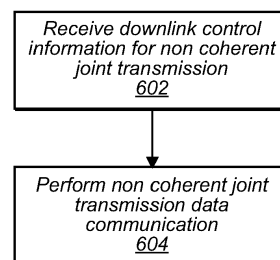 Receive downlink control
information for non coherent
joint transmission
602
Perform non coherent joint
transmission data
communication
604